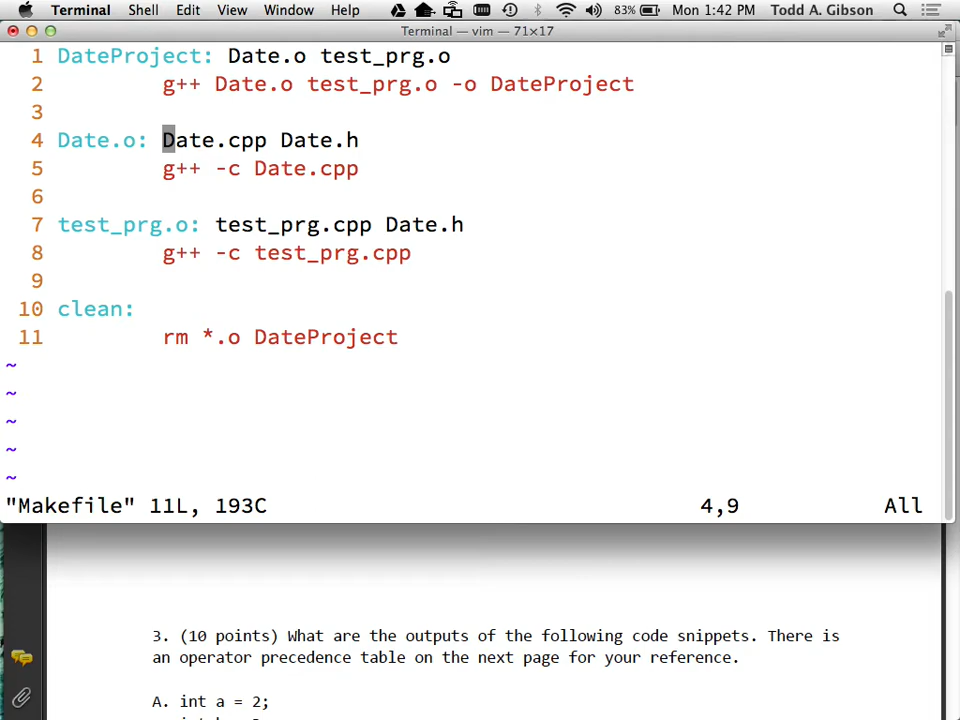 Terminal Shell Edit View Window Help 83% Mon 1:42 PM Todd A. Gibson
Terminal — vim — 71×17
1 DateProject: Date.o test_prg.o
2 g++ Date.o test_prg.o -o DateProject
3
4 Date.o: Date.cpp Date.h
5 g++ -c Date.cpp
6
7 test_prg.o: test_prg.cpp Date.h
8 g++ -c test_prg.cpp
9
10 clean:
11 rm *.o DateProject
~
~
~
~
~
"Makefile" 11L, 193C 4,9 All
3. (10 points) What are the outputs of the following code snippets. There is
an operator precedence table on the next page for your reference.
A. int a = 2;